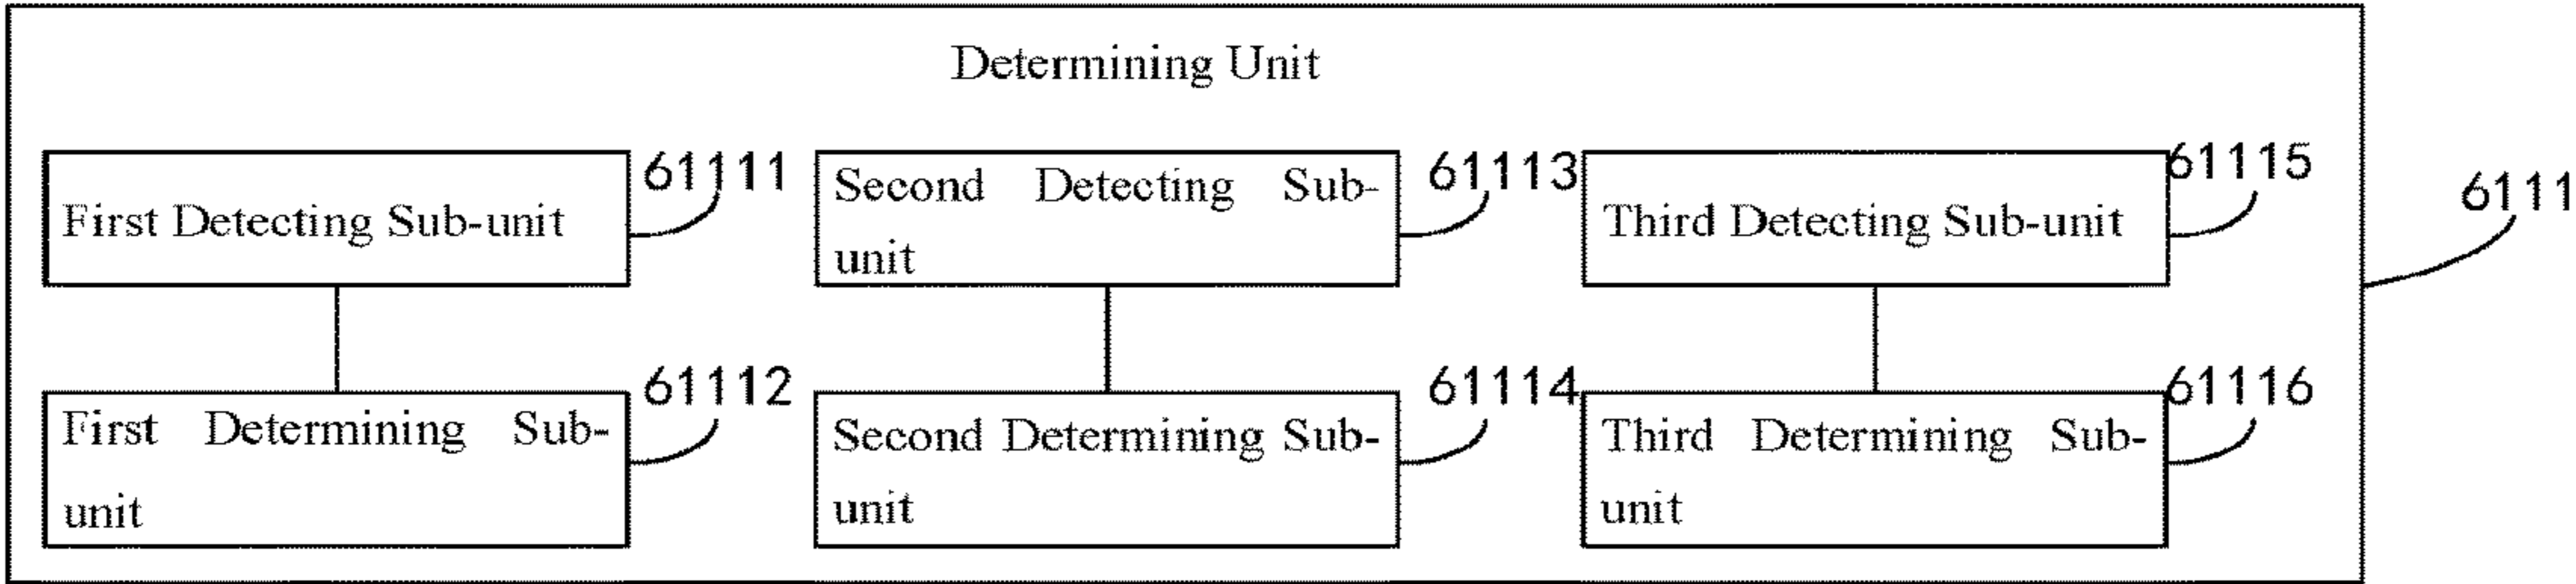 Determining Unit
61111
61113
61115
6111
First Detecting Sub-unit
Second Detecting Sub-
unit
Third Detecting Sub-unit
61112
61114
61116
First Determining Sub-
unit
Second Determining Sub-
unit
Third Determining Sub-
unit